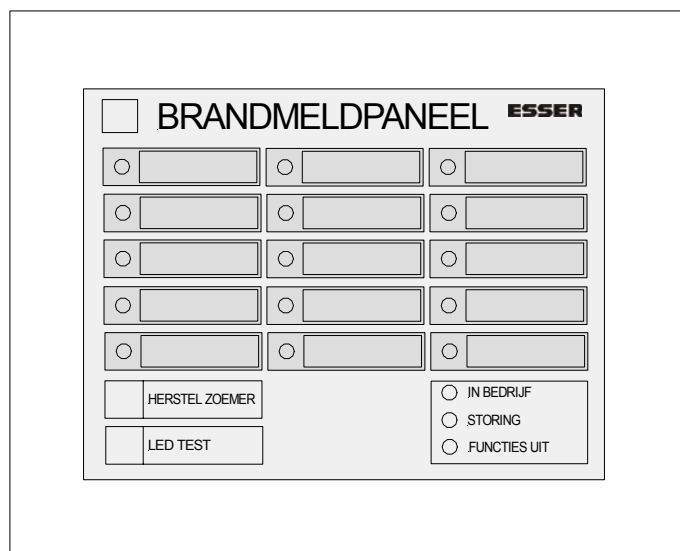 BRANDMELDPANEEL ESSER
HERSTEL ZOEMER
LED TEST
IN BEDRIJF
STORING
FUNCTIES UIT